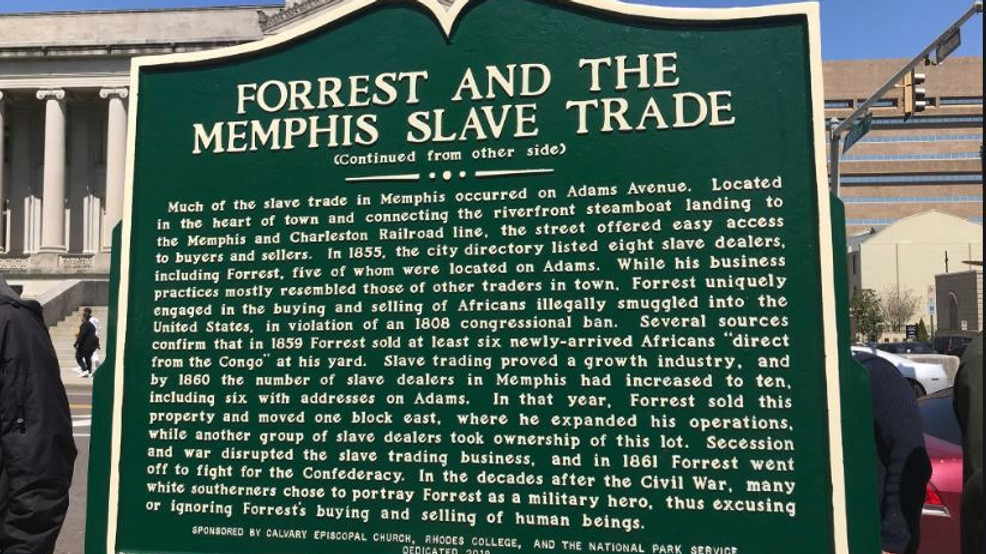 FORREST AND THE
MEMPHIS SLAVE TRADE
(Continued from other side)
Much of the slave trade in Memphis occurred on Adams Avenue. Located
in the heart of town and connecting the riverfront steamboat landing to
the Memphis and Charleston Railroad line, the street offered easy access
to buyers and sellers. In 1855, the city directory listed eight slave dealers,
including Forrest, five of whom were located on Adams. While his business
practices mostly resembled those of other traders in town, Forrest uniquely
engaged in the buying and selling of Africans illegally smuggled into the
United States, in violation of an 1808 congressional ban. Several sources
confirm that in 1859 Forrest sold at least six newly-arrived Africans "direct
from the Congo" at his yard. Slave trading proved a growth industry, and
by 1860 the number of slave dealers in Memphis had increased to ten,
including six with addresses on Adams. In that year, Forrest sold this
property and moved one block east, where he expanded his operations,
while another group of slave dealers took ownership of this lot. Secession
and war disrupted the slave trading business, and in 1861 Forrest went
off to fight for the Confederacy. In the decades after the Civil War, many
white southerners chose to portray Forrest as a military hero, thus excusing
or ignoring Forrest's buying and selling of human beings.
SPONSORED BY CALVARY EPISCOPAL CHURCH, RHODES COLLEGE, AND THE NATIONAL PARK SERVICE
DEDICATED 2018